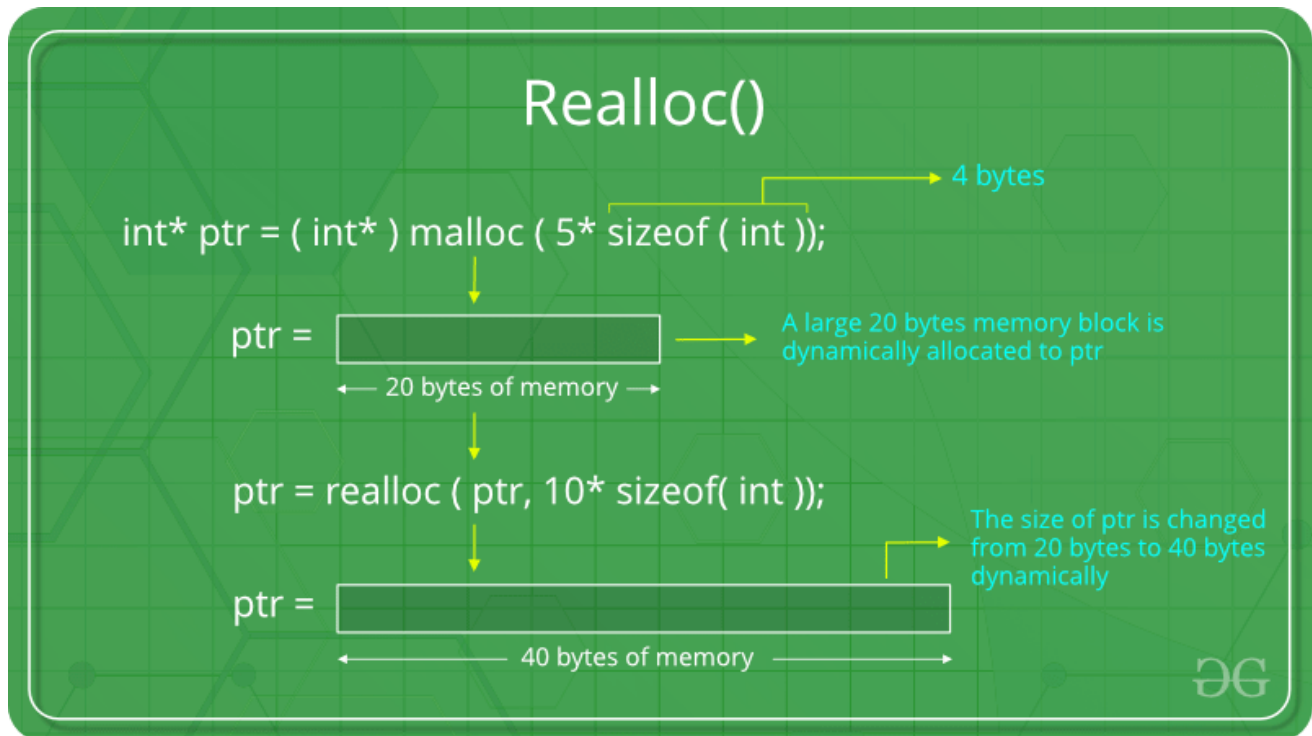 Realloc()
4 bytes
int* ptr = ( int* ) malloc ( 5* sizeof ( int ));
ptr =
A large 20 bytes memory block is
dynamically allocated to ptr
20 bytes of memory
ptr = realloc ( ptr, 10* sizeof( int ));
The size of ptr is changed
from 20 bytes to 40 bytes
dynamically
ptr =
40 bytes of memory